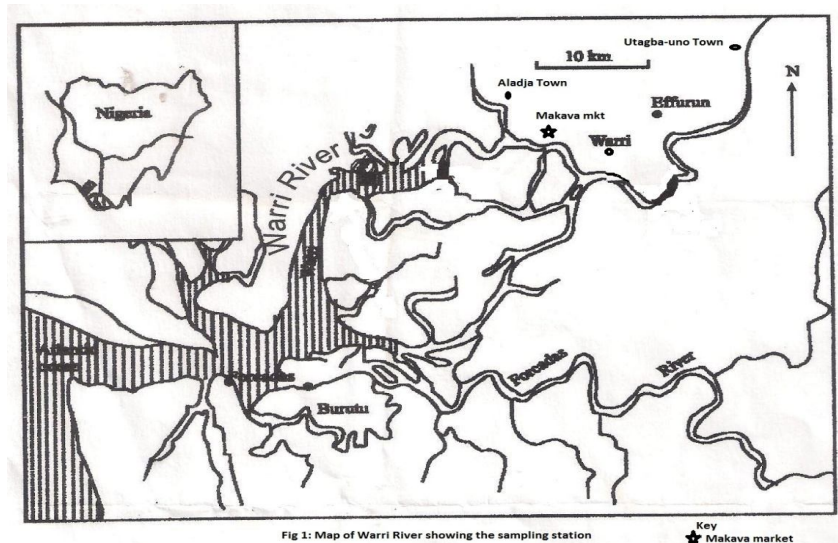 Utagba-uno Town
10 km
Aladja Town
N
Nigeria
Makava mkt
Effurun
Warri
Warri River
Forcados
Burutu
Forcados
River
Fig 1: Map of Warri River showing the sampling station
Key
Makava market